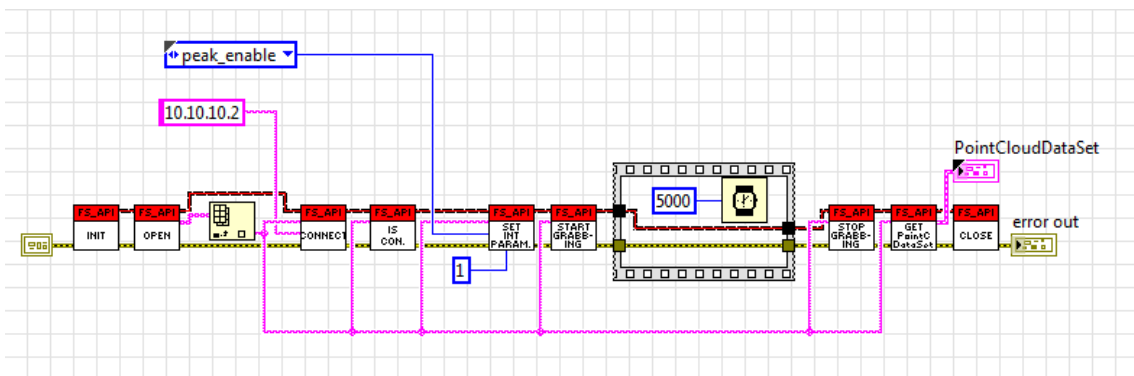 peak_enable
10.10.10.2
PointCloudDataSet
5000
FS_API
INIT
FS_API
OPEN
FS_API
CONNECT
FS_API
IS
CON.
FS_API
SET
INT
PARAM.
FS_API
START
GRABB-
ING
FS_API
STOP
GRABB-
ING
FS_API
GET
PointC
DataSet
FS_API
CLOSE
error out
1